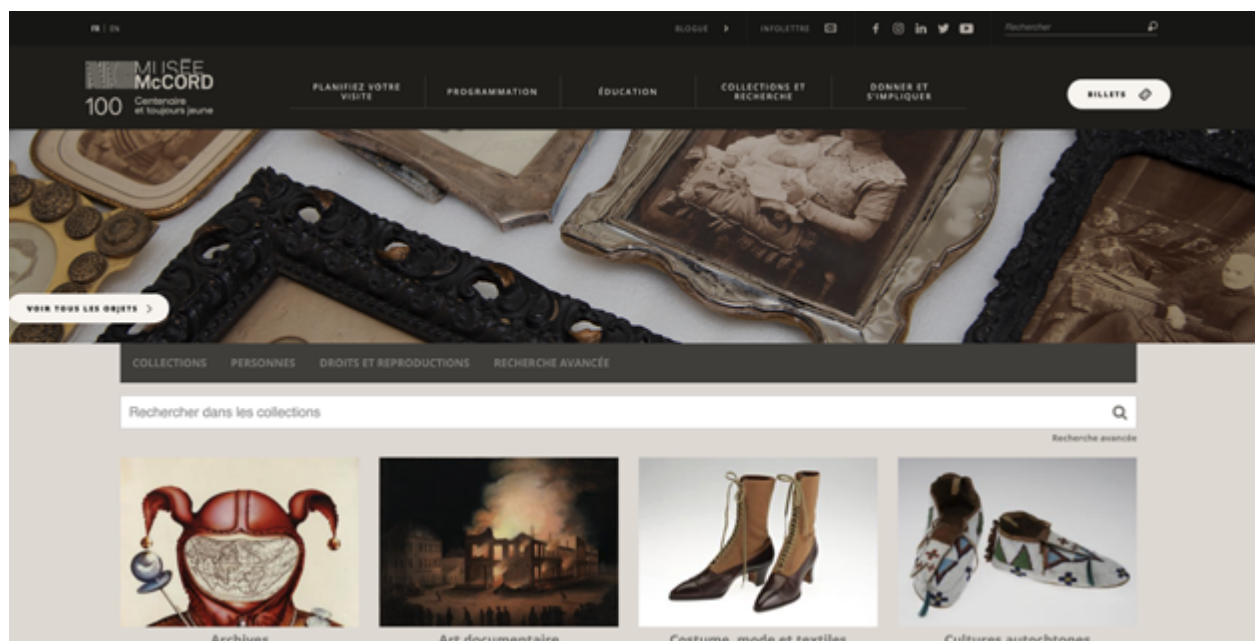 FR | EN
BLOGUE
INFOLETTRE
Rechercher
MUSÉE
McCORD
100 Centenaire
et toujours jeune
PLANIFIEZ VOTRE
VISITE
PROGRAMMATION
ÉDUCATION
COLLECTIONS ET
RECHERCHE
DONNER ET
S'IMPLIQUER
BILLETS
VOIR TOUS LES OBJETS
COLLECTIONS PERSONNES DROITS ET REPRODUCTIONS RECHERCHE AVANCÉE
Rechercher dans les collections
Recherche avancée
Archives
Art documentaire
Costume, mode et textiles
Cultures autochtones